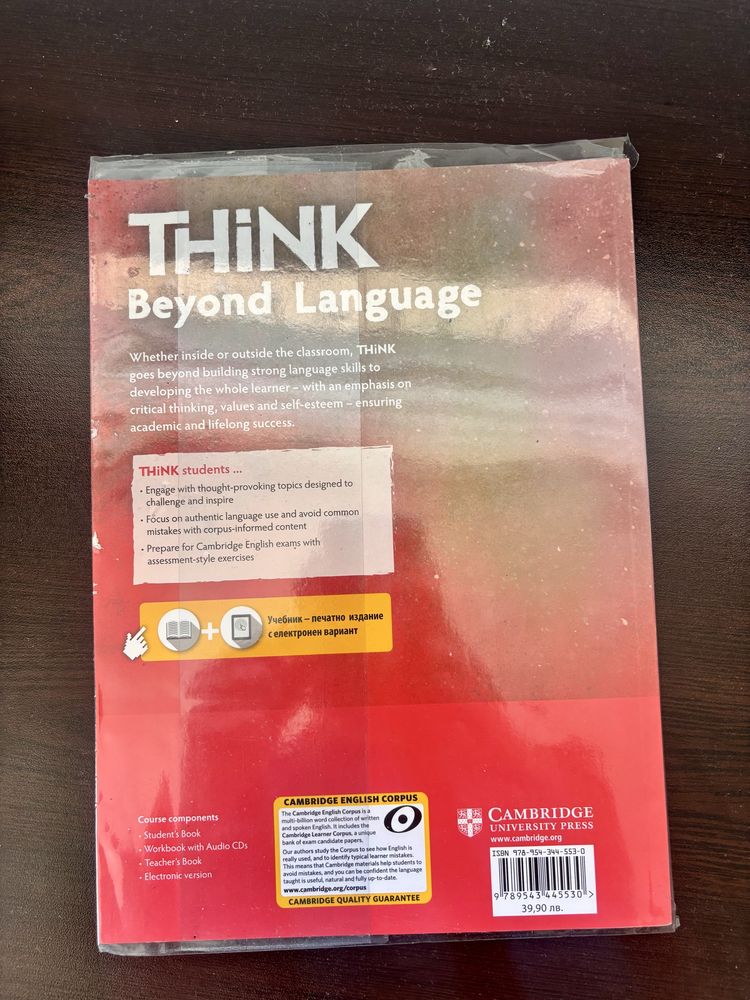 THiNK
Beyond Language
Whether inside or outside the classroom, THiNK
goes beyond building strong language skills to
developing the whole learner – with an emphasis on
critical thinking, values and self-esteem – ensuring
academic and lifelong success.
THiNK students ...
• Engage with thought-provoking topics designed to
challenge and inspire
• Focus on authentic language use and avoid common
mistakes with corpus-informed content
• Prepare for Cambridge English exams with
assessment-style exercises
+
Учебник – печатно издание
с електронен вариант
Course components
• Student's Book
• Workbook with Audio CDs
• Teacher's Book
• Electronic version
CAMBRIDGE ENGLISH CORPUS
The Cambridge English Corpus is a
multi-billion word collection of written
and spoken English. It includes the
Cambridge Learner Corpus, a unique
bank of exam candidate papers.
Our authors study the Corpus to see how English is
really used, and to identify typical learner mistakes.
This means that Cambridge materials help students to
avoid mistakes, and you can be confident the language
taught is useful, natural and fully up-to-date.
www.cambridge.org/corpus
CAMBRIDGE QUALITY GUARANTEE
CAMBRIDGE
UNIVERSITY PRESS
www.cambridge.org
ISBN 978-954-344-553-0
9 789543 445530 >
39,90 лв.